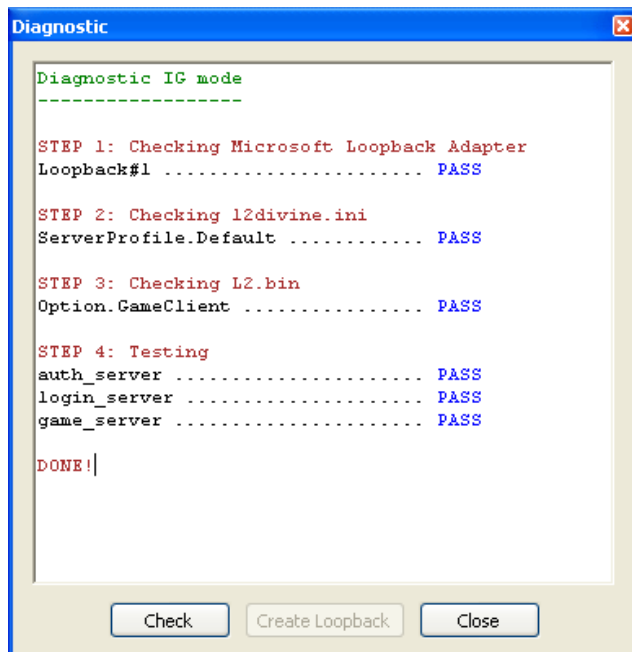 Diagnostic
Diagnostic IG mode
------------------
STEP 1: Checking Microsoft Loopback Adapter
Loopback#1 ....................... PASS
STEP 2: Checking l2divine.ini
ServerProfile.Default ............ PASS
STEP 3: Checking L2.bin
Option.GameClient ................ PASS
STEP 4: Testing
auth_server ...................... PASS
login_server ..................... PASS
game_server ...................... PASS
DONE!
Check Create Loopback Close